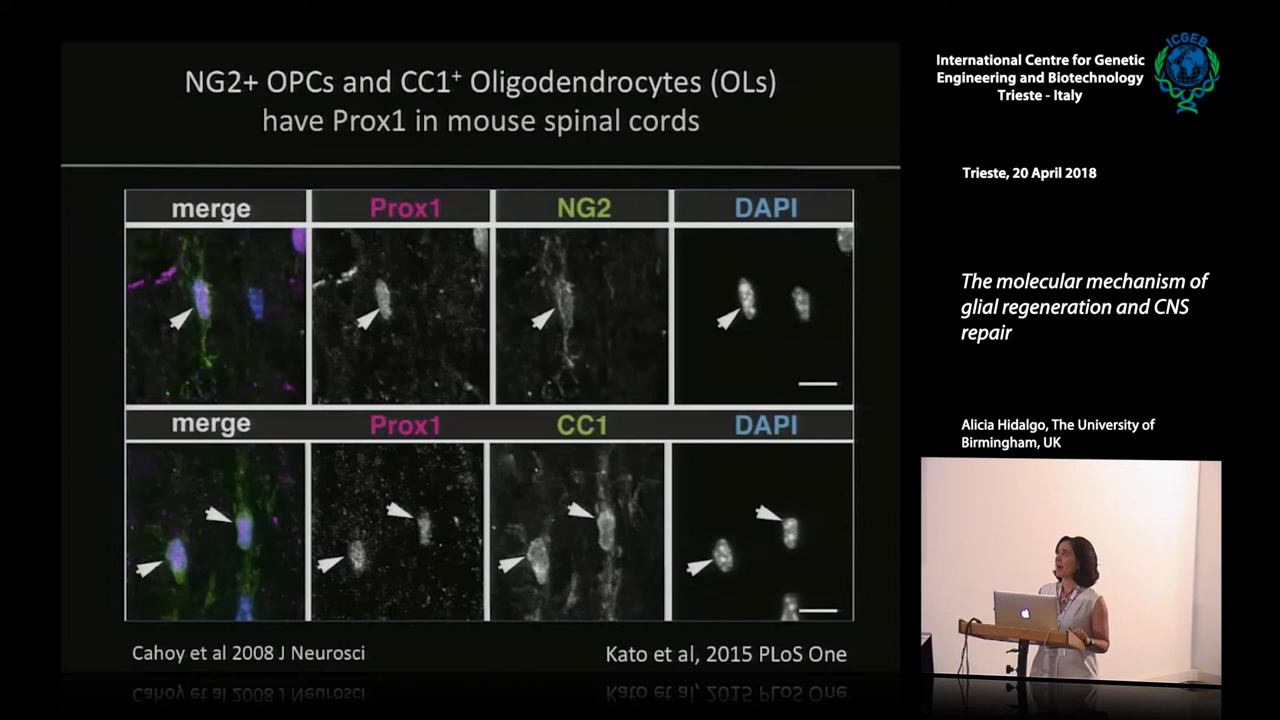 NG2+ OPCs and CC1⁺ Oligodendrocytes (OLs)
have Prox1 in mouse spinal cords
merge Prox1 NG2 DAPI
merge Prox1 CC1 DAPI
Cahoy et al 2008 J Neurosci
Kato et al, 2015 PLoS One
International Centre for Genetic
Engineering and Biotechnology
Trieste - Italy
ICGEB
Trieste, 20 April 2018
The molecular mechanism of
glial regeneration and CNS
repair
Alicia Hidalgo, The University of
Birmingham, UK